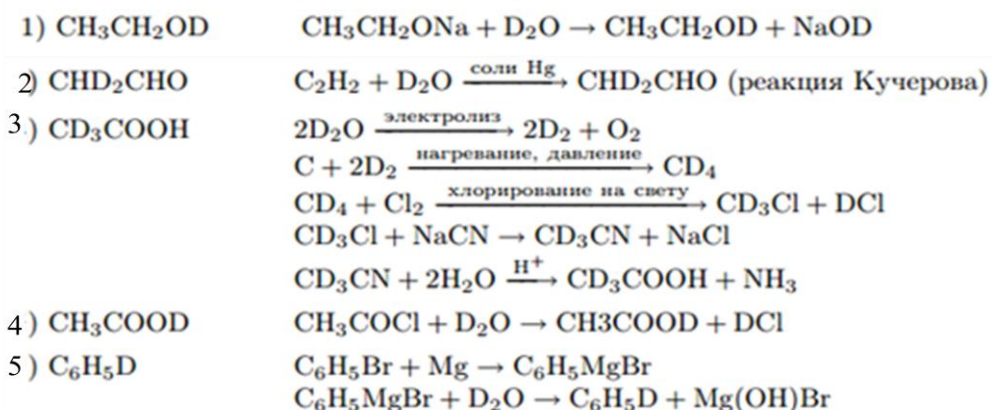 1) CH₃CH₂OD CH₃CH₂ONa + D₂O → CH₃CH₂OD + NaOD
2) CHD₂CHO C₂H₂ + D₂O соли Hg → CHD₂CHO (реакция Кучерова)
3.) CD₃COOH 2D₂O электролиз → 2D₂ + O₂
C + 2D₂ нагревание, давление → CD₄
CD₄ + Cl₂ хлорирование на свету → CD₃Cl + DCl
CD₃Cl + NaCN → CD₃CN + NaCl
CD₃CN + 2H₂O H⁺ → CD₃COOH + NH₃
4) CH₃COOD CH₃COCl + D₂O → CH3COOD + DCl
5) C₆H₅D C₆H₅Br + Mg → C₆H₅MgBr
C₆H₅MgBr + D₂O → C₆H₅D + Mg(OH)Br